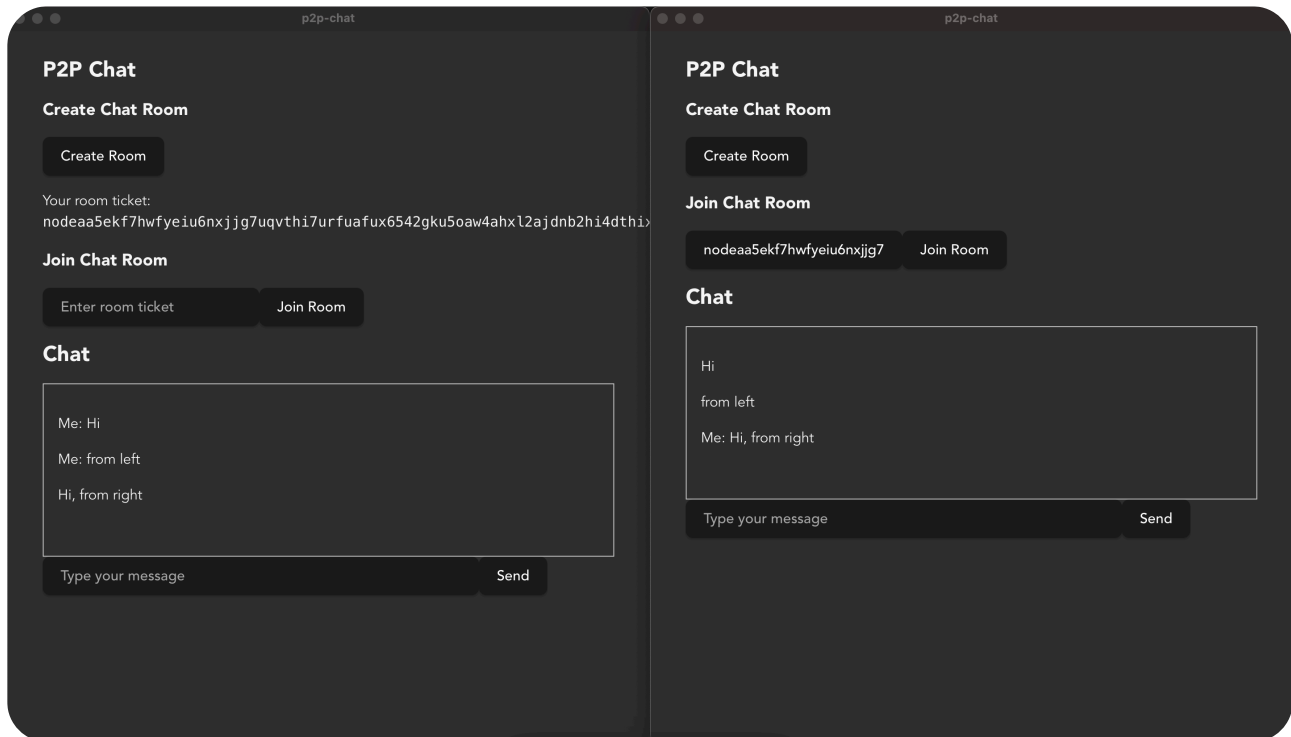 p2p-chat
P2P Chat
Create Chat Room
Create Room
Your room ticket:
nodeaa5ekf7hwfyeiu6nxjjg7uqvthi7urfuafux6542gku5oaw4ahxl2ajdnb2hi4dthix
Join Chat Room
Enter room ticket
Join Room
Chat
Me: Hi
Me: from left
Hi, from right
Type your message
Send
p2p-chat
P2P Chat
Create Chat Room
Create Room
Join Chat Room
nodeaa5ekf7hwfyeiu6nxjjg7
Join Room
Chat
Hi
from left
Me: Hi, from right
Type your message
Send